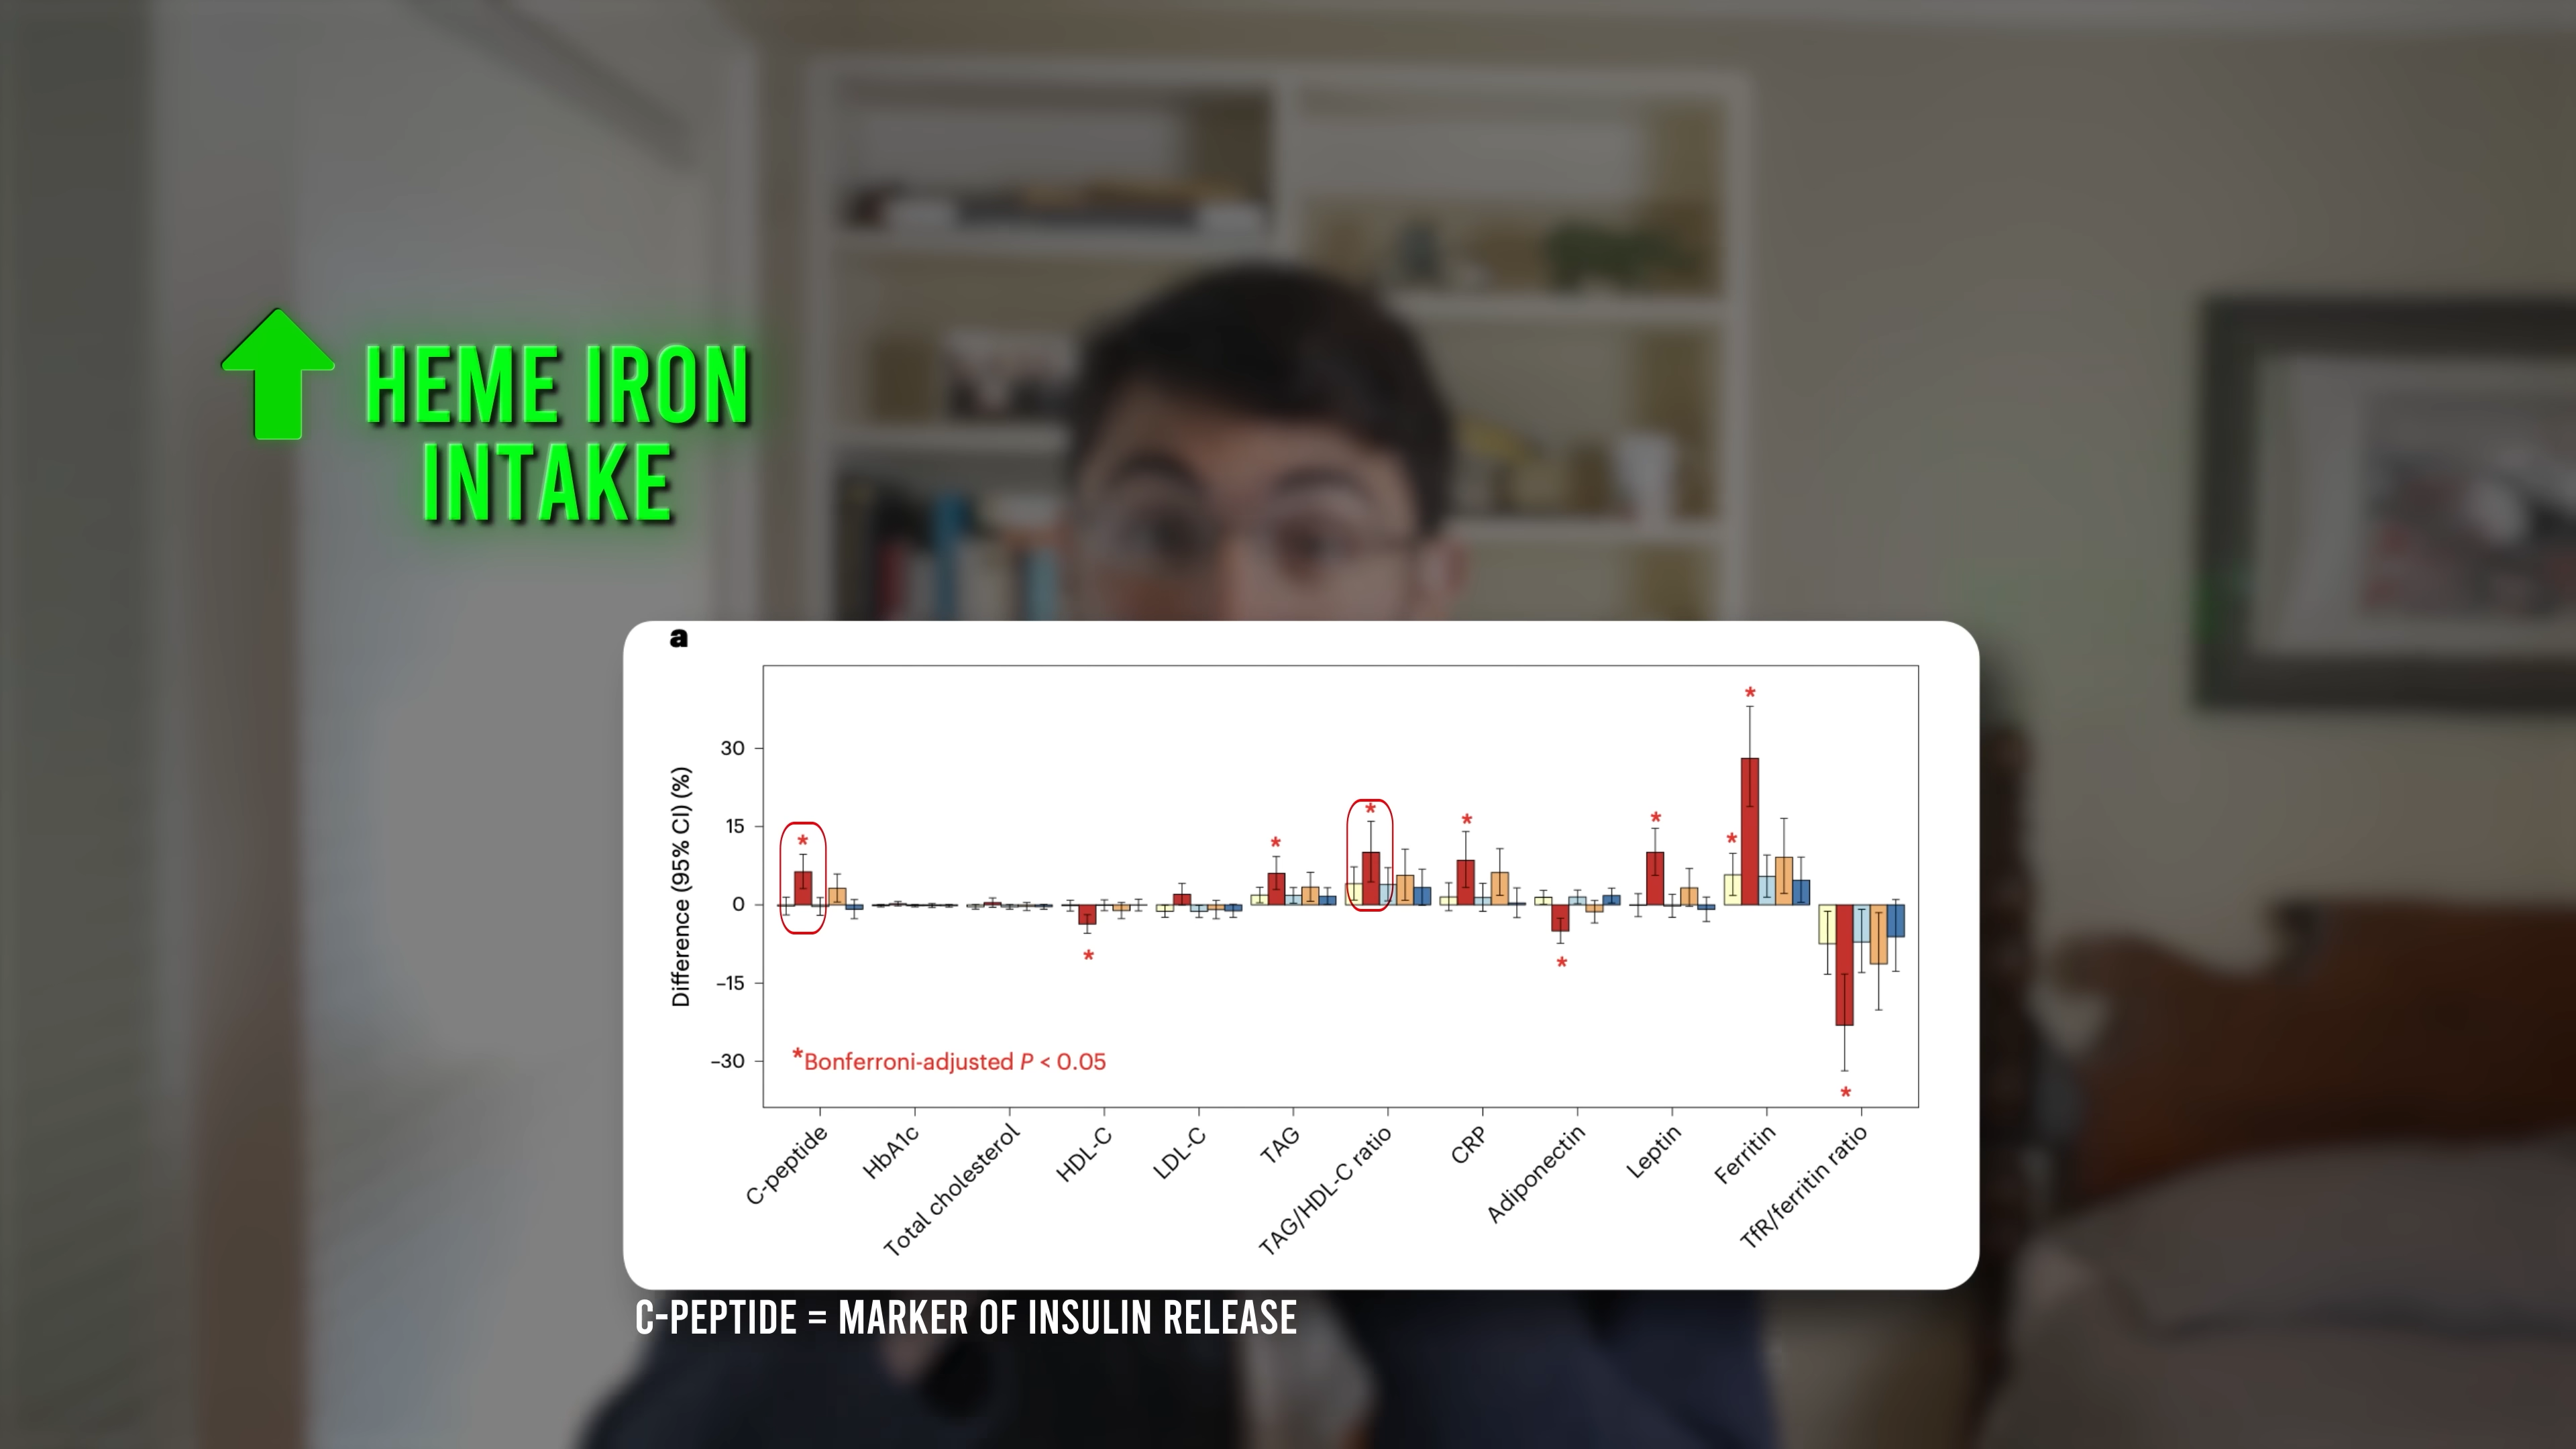 HEME IRON
INTAKE
a
Difference (95% CI) (%)
30
15
0
−15
−30
*
*
*
*
*
*
*
*
*
*
*
*Bonferroni-adjusted P < 0.05
C-peptide
HbA1c
Total cholesterol
HDL-C
LDL-C
TAG
TAG/HDL-C ratio
CRP
Adiponectin
Leptin
Ferritin
TfR/ferritin ratio
C-PEPTIDE = MARKER OF INSULIN RELEASE